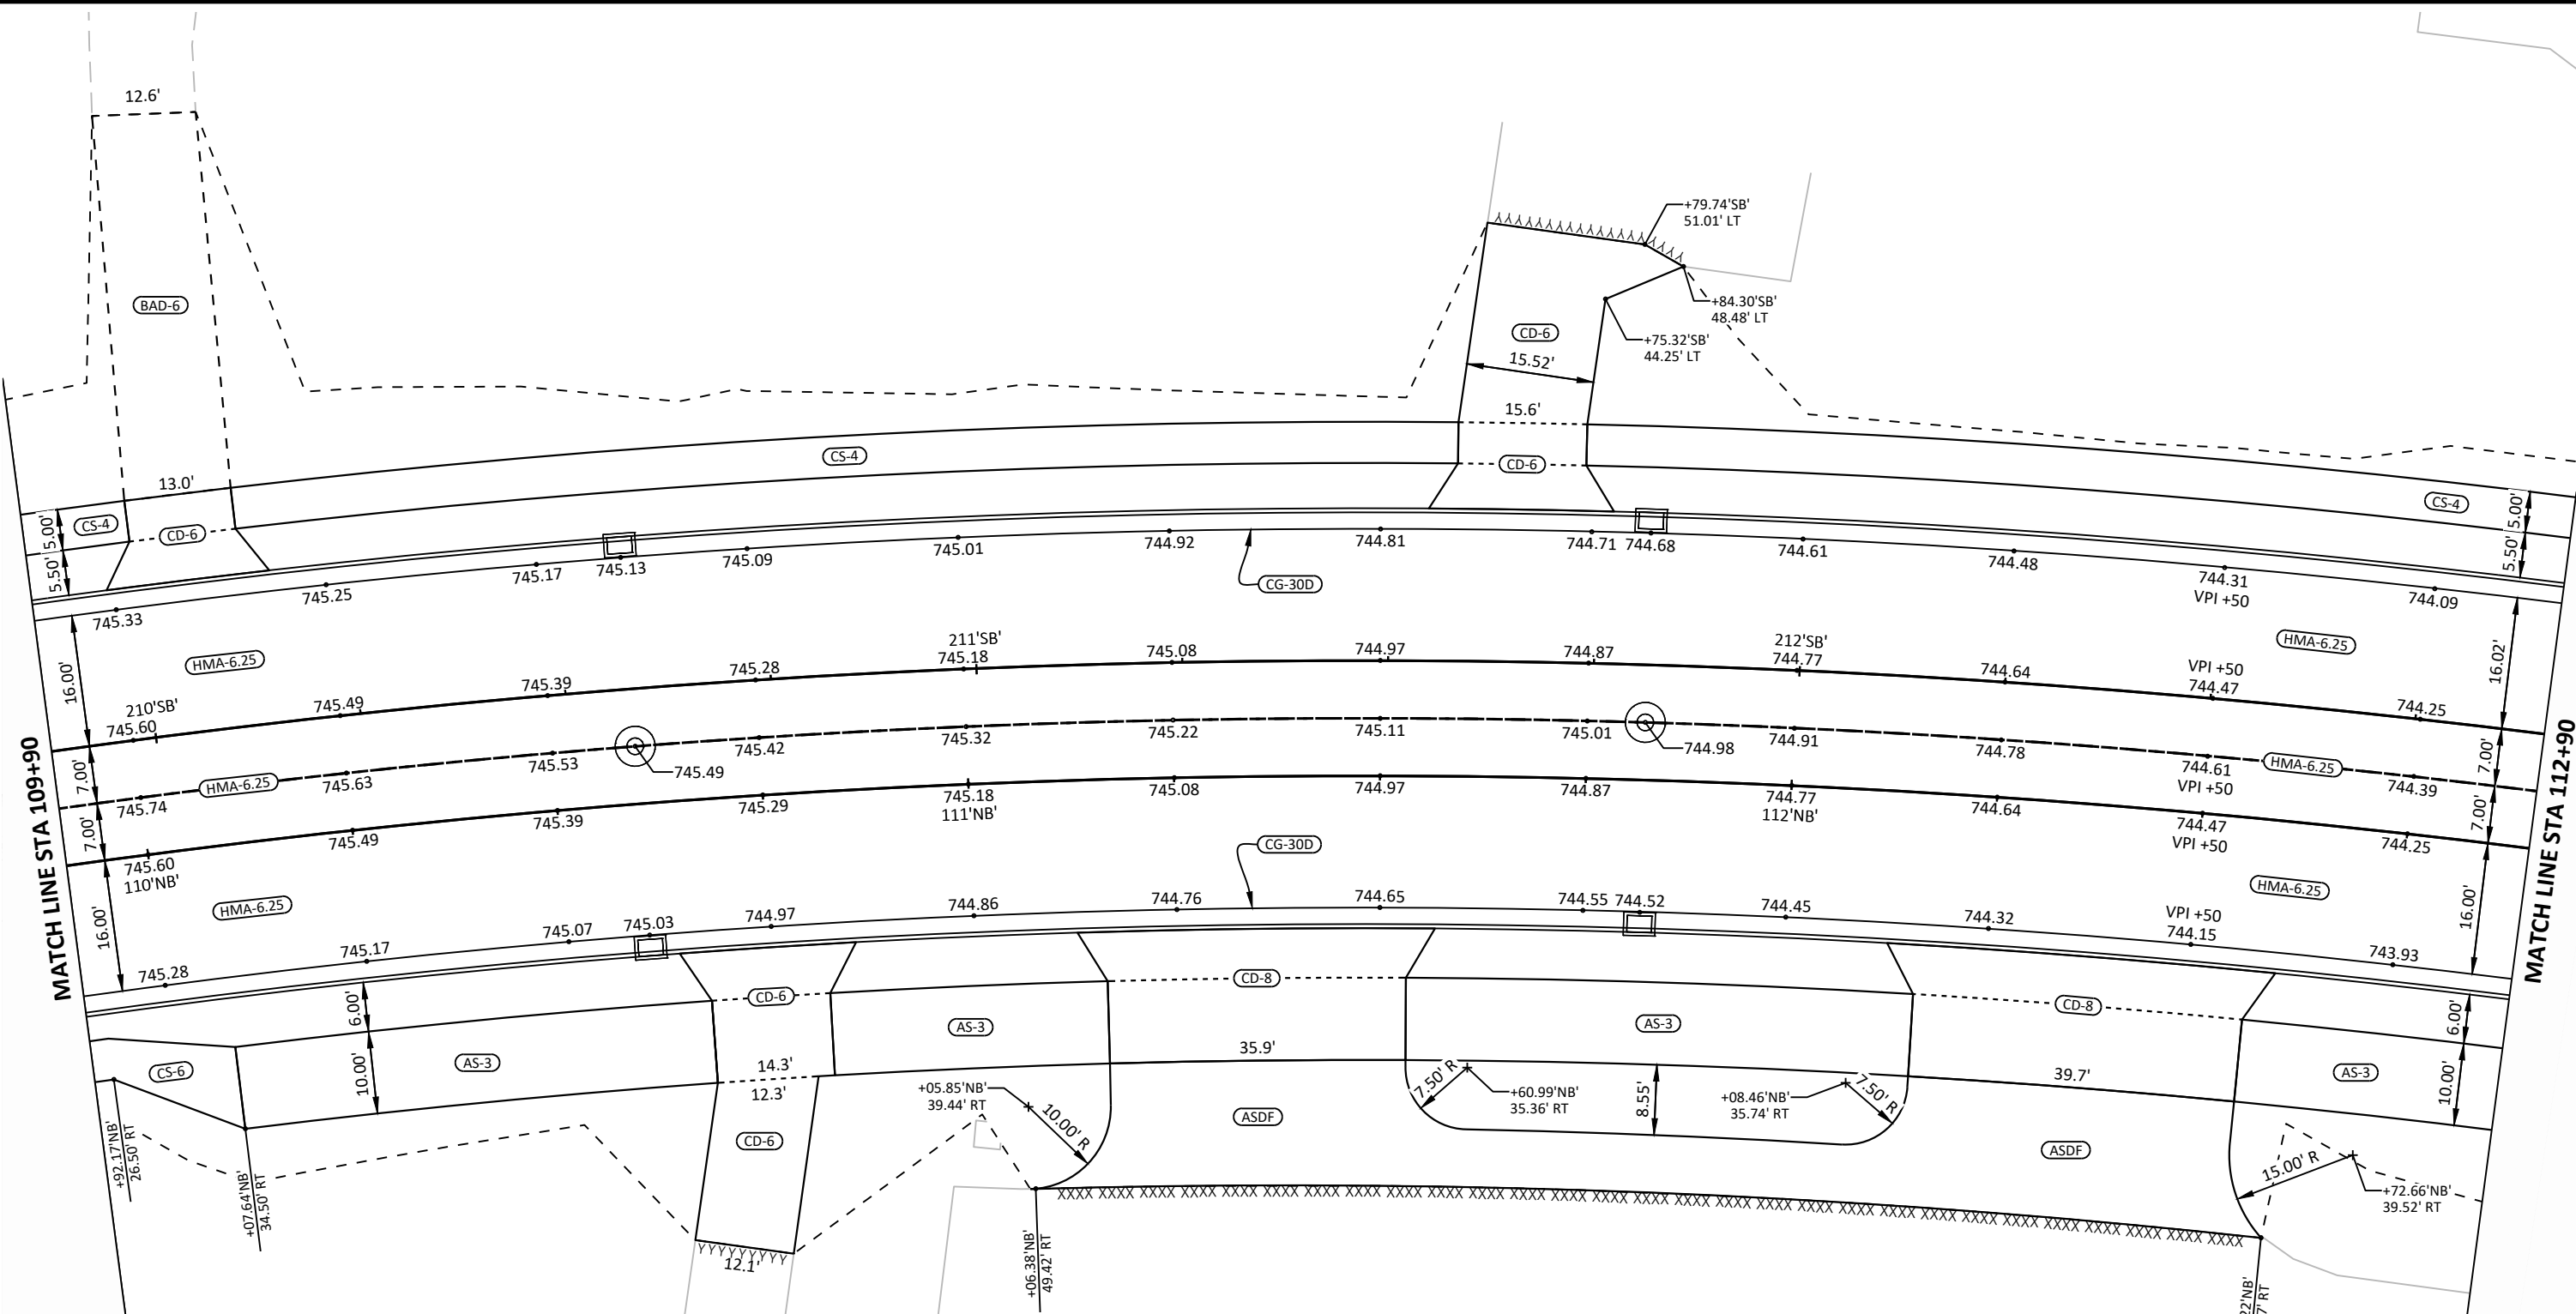 12.6'
BAD-6
13.0'
CS-4
CD-6
5.00'
5.50'
+79.74'SB'
51.01' LT
+84.30'SB'
48.48' LT
+75.32'SB'
44.25' LT
CD-6
15.52'
15.6'
CD-6
CS-4
CS-4
5.00'
5.50'
745.33
745.25
745.17
745.13
745.09
745.01
744.92
744.81
744.71
744.68
744.61
744.48
744.31
VPI +50
744.09
CG-30D
HMA-6.25
HMA-6.25
16.00'
16.02'
210'SB'
745.60
745.49
745.39
745.28
211'SB'
745.18
745.08
744.97
744.87
212'SB'
744.77
744.64
VPI +50
744.47
744.25
7.00'
7.00'
745.74
HMA-6.25
745.63
745.53
745.49
745.42
745.32
745.22
745.11
745.01
744.98
744.91
744.78
744.61
VPI +50
HMA-6.25
744.39
7.00'
7.00'
MATCH LINE STA 109+90
MATCH LINE STA 112+90
745.60
110'NB'
745.49
745.39
745.29
745.18
111'NB'
745.08
744.97
744.87
744.77
112'NB'
744.64
744.47
VPI +50
744.25
CG-30D
HMA-6.25
HMA-6.25
16.00'
16.00'
745.28
745.17
745.07
745.03
744.97
744.86
744.76
744.65
744.55
744.52
744.45
744.32
VPI +50
744.15
743.93
6.00'
10.00'
CS-6
AS-3
CD-6
14.3'
12.3'
CD-6
12.1'
AS-3
CD-8
35.9'
ASDF
AS-3
CD-8
39.7'
ASDF
AS-3
6.00'
10.00'
+05.85'NB'
39.44' RT
10.00' R
7.50' R
+60.99'NB'
35.36' RT
8.55'
+08.46'NB'
35.74' RT
7.50' R
15.00' R
+72.66'NB'
39.52' RT
+92.17'NB'
26.50' RT
+07.64'NB'
34.50' RT
+06.38'NB'
49.42' RT
22'NB'
' RT